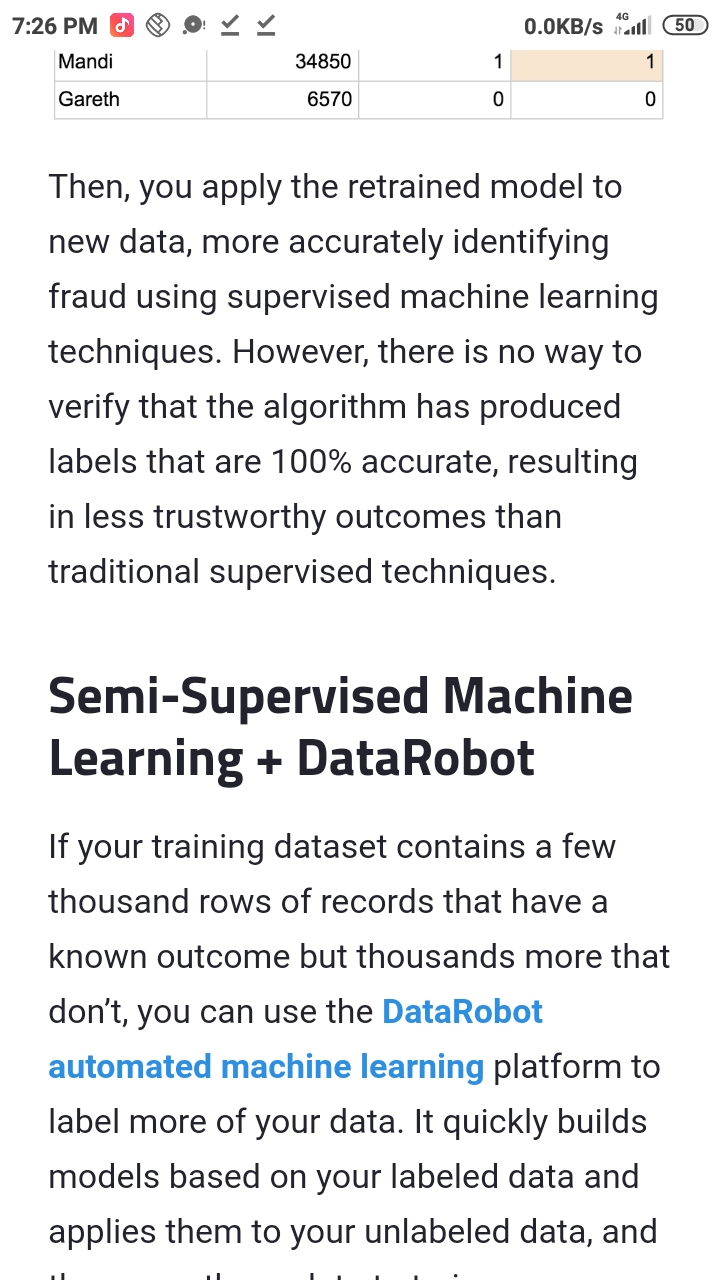 7:26 PM 0.0KB/s 4G 50
Mandi 34850 1 1
Gareth 6570 0 0
Then, you apply the retrained model to
new data, more accurately identifying
fraud using supervised machine learning
techniques. However, there is no way to
verify that the algorithm has produced
labels that are 100% accurate, resulting
in less trustworthy outcomes than
traditional supervised techniques.
Semi-Supervised Machine
Learning + DataRobot
If your training dataset contains a few
thousand rows of records that have a
known outcome but thousands more that
don’t, you can use the DataRobot
automated machine learning platform to
label more of your data. It quickly builds
models based on your labeled data and
applies them to your unlabeled data, and